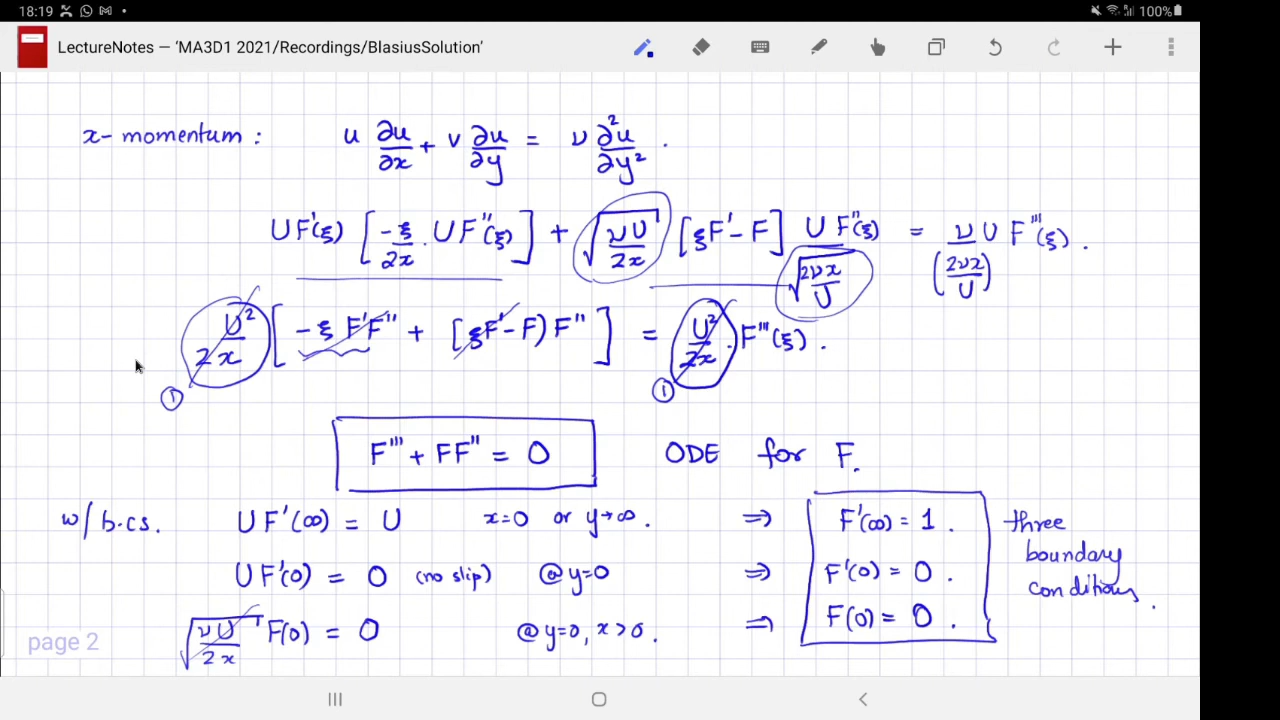 18:19 100%
LectureNotes — ‘MA3D1 2021/Recordings/BlasiusSolution’
x- momentum : u ∂u/∂x + v ∂u/∂y = ν ∂²u/∂y² .
UF'(ξ) [ -ξ/2x . UF''(ξ) ] + √(νU/2x) [ξF' - F] UF''(ξ)/√(2νx/U) = νU/(2νx/U) F'''(ξ) .
U²/2x [ -ξ F'F'' + [ξF' - F) F'' ] = U²/2x . F'''(ξ) .
① ①
F''' + FF'' = 0 ODE for F.
w/ b.cs. UF'(∞) = U x=0 or y→∞ . ⇒ F'(∞) = 1 . three
boundary
UF'(0) = 0 (no slip) @y=0 ⇒ F'(0) = 0 . conditions .
√(νU/2x) F(0) = 0 @y=0, x>0 . ⇒ F(0) = 0 .
page 2